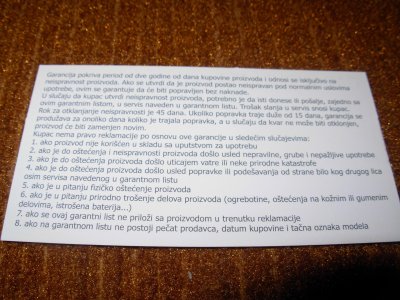 Garancija pokriva period od dve godine od dana kupovine proizvoda i odnosi se isključivo na
neispravnost proizvoda. Ako se utvrdi da je proizvod postao neispravan pod normalnim uslovima
upotrebe, ovim se garantuje da će biti popravljen bez naknade.
U slučaju da kupac utvrdi neispravnost proizvoda, potrebno je da isti donese ili pošalje, zajedno sa
ovim garantnim listom, u servis naveden u garantnom listu. Trošak slanja u servis snosi kupac.
Rok za otklanjanje neispravnosti je 45 dana. Ukoliko popravka traje duže od 15 dana, garancija se
produžava za onoliko dana koliko je trajala popravka, a u slučaju da kvar ne može biti otklonjen,
proizvod će biti zamenjen novim.
Kupac nema pravo reklamacije po osnovu ove garancije u sledećim slučajevima:
1. ako proizvod nije korišćen u skladu sa uputstvom za upotrebu
2. ako je do oštećenja i neispravnosti proizvoda došlo usled nepravilne, grube i nepažljive upotrebe
3. ako je do oštećenja proizvoda došlo uticajem vatre ili neke prirodne katastrofe
4. ako je do oštećenja proizvoda došlo usled popravke ili podešavanja od strane bilo kog drugog lica
osim servisa navedenog u garantnom listu
5. ako je u pitanju fizičko oštećenje proizvoda
6. ako je u pitanju prirodno trošenje delova proizvoda (ogrebotine, oštećenja na kožnim ili gumenim
delovima, istrošena baterija...)
7. ako se ovaj garantni list ne priloži sa proizvodom u trenutku reklamacije
8. ako na garantnom listu ne postoji pečat prodavca, datum kupovine i tačna oznaka modela